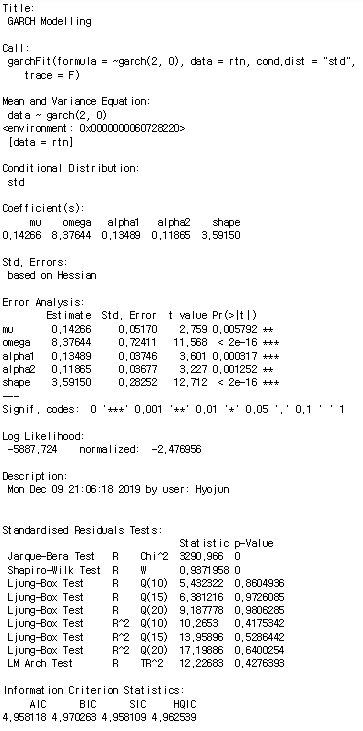 Title:
GARCH Modelling
Call:
garchFit(formula = ~garch(2, 0), data = rtn, cond.dist = "std",
trace = F)
Mean and Variance Equation:
data ~ garch(2, 0)
<environment: 0x0000000060728220>
[data = rtn]
Conditional Distribution:
std
Coefficient(s):
mu omega alpha1 alpha2 shape
0.14266 8.37644 0.13489 0.11865 3.59150
Std. Errors:
based on Hessian
Error Analysis:
Estimate Std. Error t value Pr(>|t|)
mu 0.14266 0.05170 2.759 0.005792 **
omega 8.37644 0.72411 11.568 < 2e-16 ***
alpha1 0.13489 0.03746 3.601 0.000317 ***
alpha2 0.11865 0.03677 3.227 0.001252 **
shape 3.59150 0.28252 12.712 < 2e-16 ***
---
Signif. codes: 0 '***' 0.001 '**' 0.01 '*' 0.05 '.' 0.1 ' ' 1
Log Likelihood:
-5887.724 normalized: -2.476956
Description:
Mon Dec 09 21:06:18 2019 by user: Hyojun
Standardised Residuals Tests:
Statistic p-Value
Jarque-Bera Test R Chi^2 3290.966 0
Shapiro-Wilk Test R W 0.9371958 0
Ljung-Box Test R Q(10) 5.432322 0.8604936
Ljung-Box Test R Q(15) 6.381216 0.9726085
Ljung-Box Test R Q(20) 9.187778 0.9806285
Ljung-Box Test R^2 Q(10) 10.2653 0.4175342
Ljung-Box Test R^2 Q(15) 13.95896 0.5286442
Ljung-Box Test R^2 Q(20) 17.19886 0.6400254
LM Arch Test R TR^2 12.22683 0.4276393
Information Criterion Statistics:
AIC BIC SIC HQIC
4.958118 4.970263 4.958109 4.962539